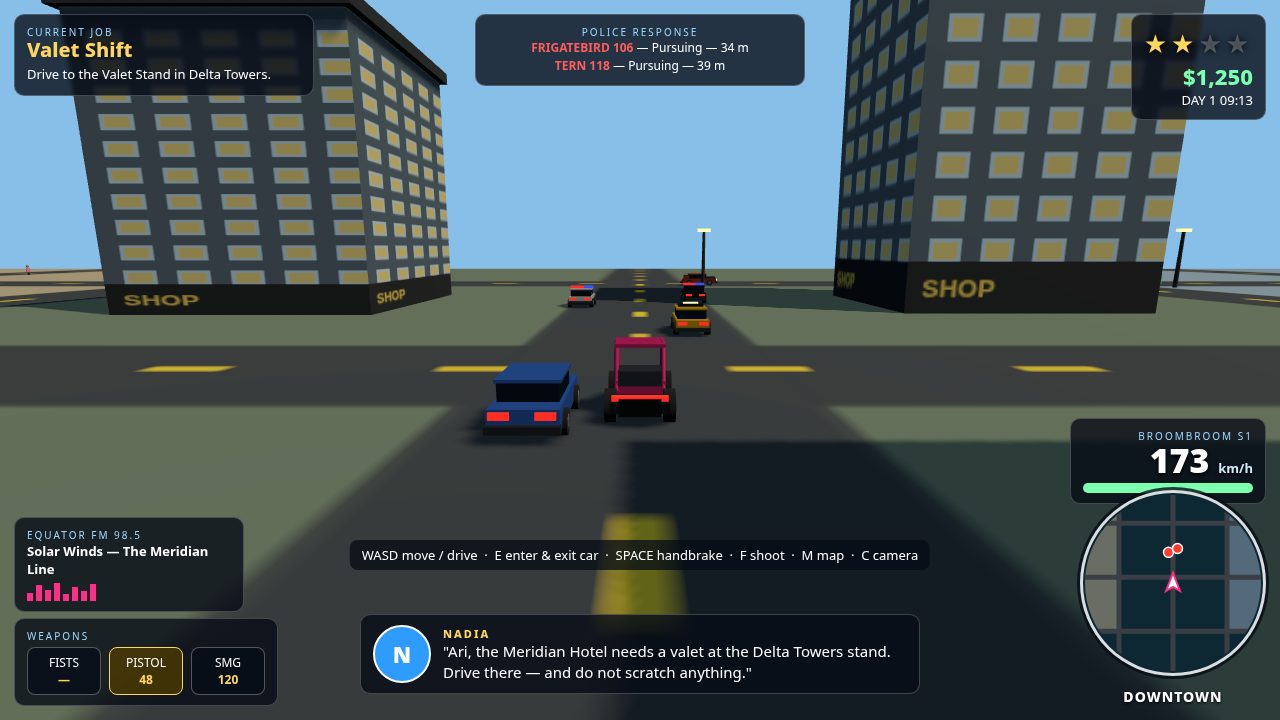 CURRENT JOB
Valet Shift
Drive to the Valet Stand in Delta Towers.
POLICE RESPONSE
FRIGATEBIRD 106 — Pursuing — 34 m
TERN 118 — Pursuing — 39 m
$1,250
DAY 1 09:13
SHOP
SHOP
SHOP
SHOP
BROOMBROOM S1
173 km/h
EQUATOR FM 98.5
Solar Winds — The Meridian
Line
WASD move / drive · E enter & exit car · SPACE handbrake · F shoot · M map · C camera
WEAPONS
FISTS
—
PISTOL
48
SMG
120
N
NADIA
"Ari, the Meridian Hotel needs a valet at the Delta Towers stand.
Drive there — and do not scratch anything."
DOWNTOWN